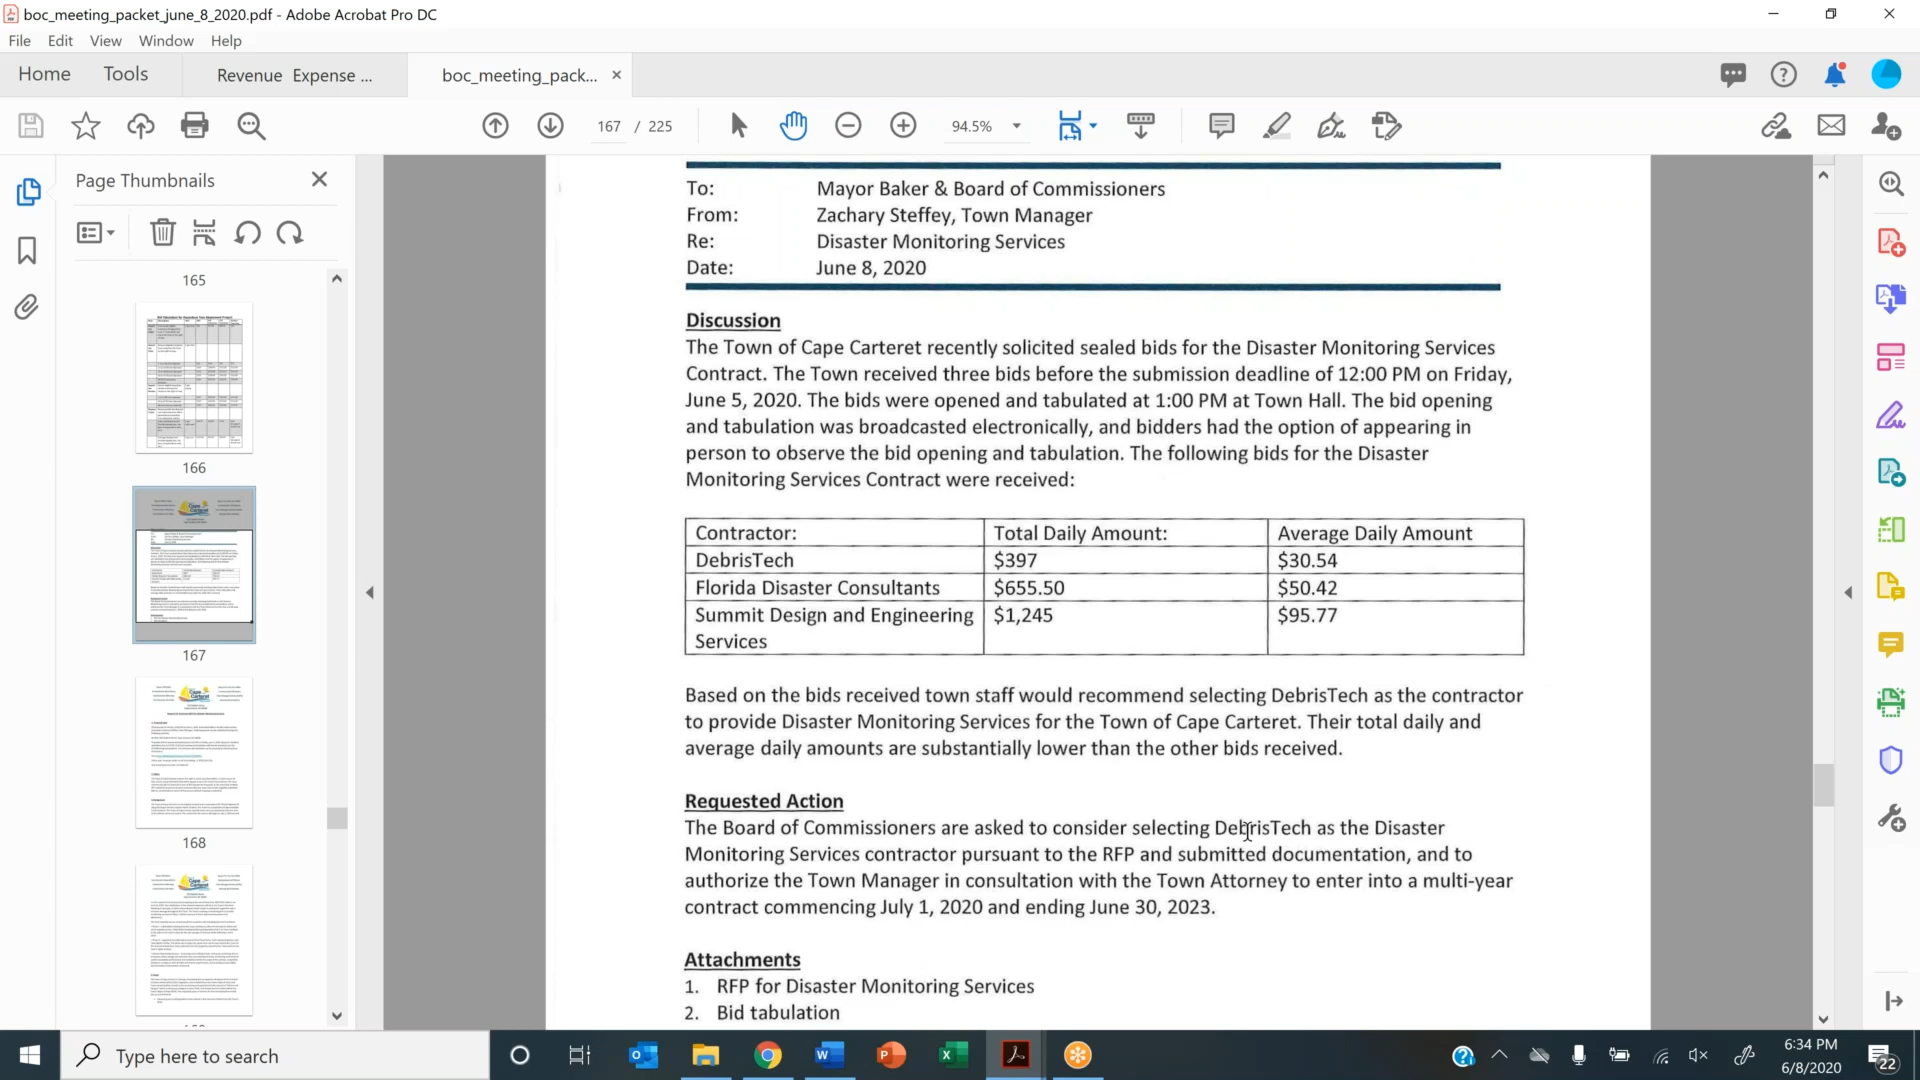 boc_meeting_packet_june_8_2020.pdf - Adobe Acrobat Pro DC
File Edit View Window Help
Home Tools Revenue Expense ... boc_meeting_pack... ×
167 / 225 94.5%
Page Thumbnails
165
166
167
168
To: Mayor Baker & Board of Commissioners
From: Zachary Steffey, Town Manager
Re: Disaster Monitoring Services
Date: June 8, 2020
Discussion
The Town of Cape Carteret recently solicited sealed bids for the Disaster Monitoring Services
Contract. The Town received three bids before the submission deadline of 12:00 PM on Friday,
June 5, 2020. The bids were opened and tabulated at 1:00 PM at Town Hall. The bid opening
and tabulation was broadcasted electronically, and bidders had the option of appearing in
person to observe the bid opening and tabulation. The following bids for the Disaster
Monitoring Services Contract were received:
Contractor: Total Daily Amount: Average Daily Amount
DebrisTech $397 $30.54
Florida Disaster Consultants $655.50 $50.42
Summit Design and Engineering $1,245 $95.77
Services
Based on the bids received town staff would recommend selecting DebrisTech as the contractor
to provide Disaster Monitoring Services for the Town of Cape Carteret. Their total daily and
average daily amounts are substantially lower than the other bids received.
Requested Action
The Board of Commissioners are asked to consider selecting DebrisTech as the Disaster
Monitoring Services contractor pursuant to the RFP and submitted documentation, and to
authorize the Town Manager in consultation with the Town Attorney to enter into a multi-year
contract commencing July 1, 2020 and ending June 30, 2023.
Attachments
1. RFP for Disaster Monitoring Services
2. Bid tabulation
Type here to search
6:34 PM
6/8/2020
22